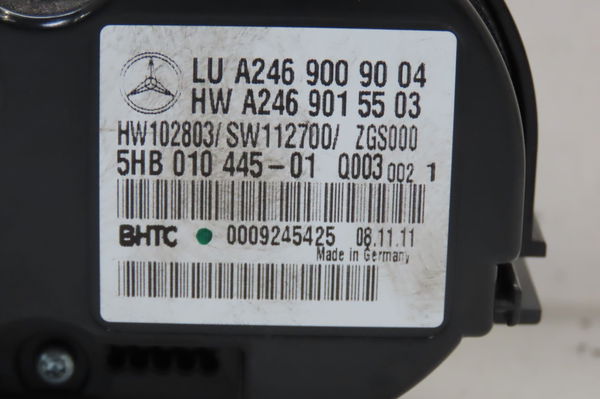 LU A246 900 90 04
HW A246 901 55 03
HW102803/SW112700/ ZGS000
5HB 010 445-01 Q003 002 1
BHTC 0009245425 08.11.11
Made in Germany